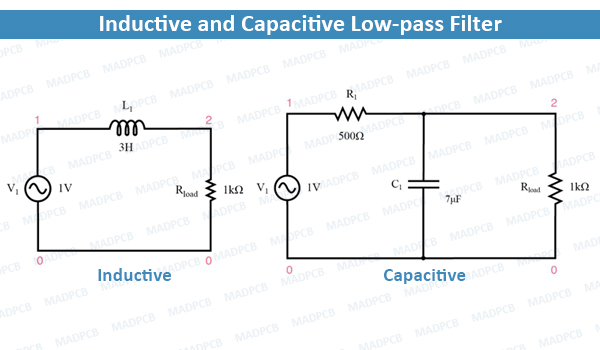 Inductive and Capacitive Low-pass Filter
L1
3H
1
2
V1
1V
Rload
1kΩ
0
0
Inductive
R1
500Ω
1
2
V1
1V
C1
7μF
Rload
1kΩ
0
0
Capacitive
MADPCB